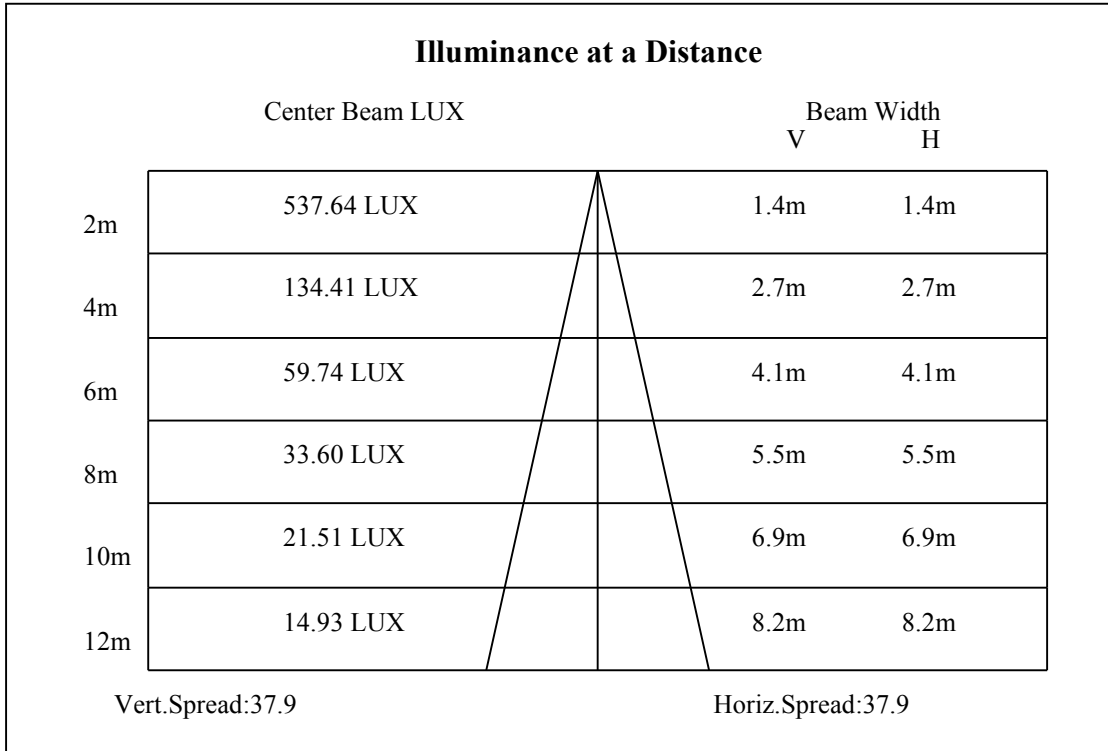 Illuminance at a Distance
Center Beam LUX Beam Width
V H
2m 537.64 LUX 1.4m 1.4m
4m 134.41 LUX 2.7m 2.7m
6m 59.74 LUX 4.1m 4.1m
8m 33.60 LUX 5.5m 5.5m
10m 21.51 LUX 6.9m 6.9m
12m 14.93 LUX 8.2m 8.2m
Vert.Spread:37.9 Horiz.Spread:37.9